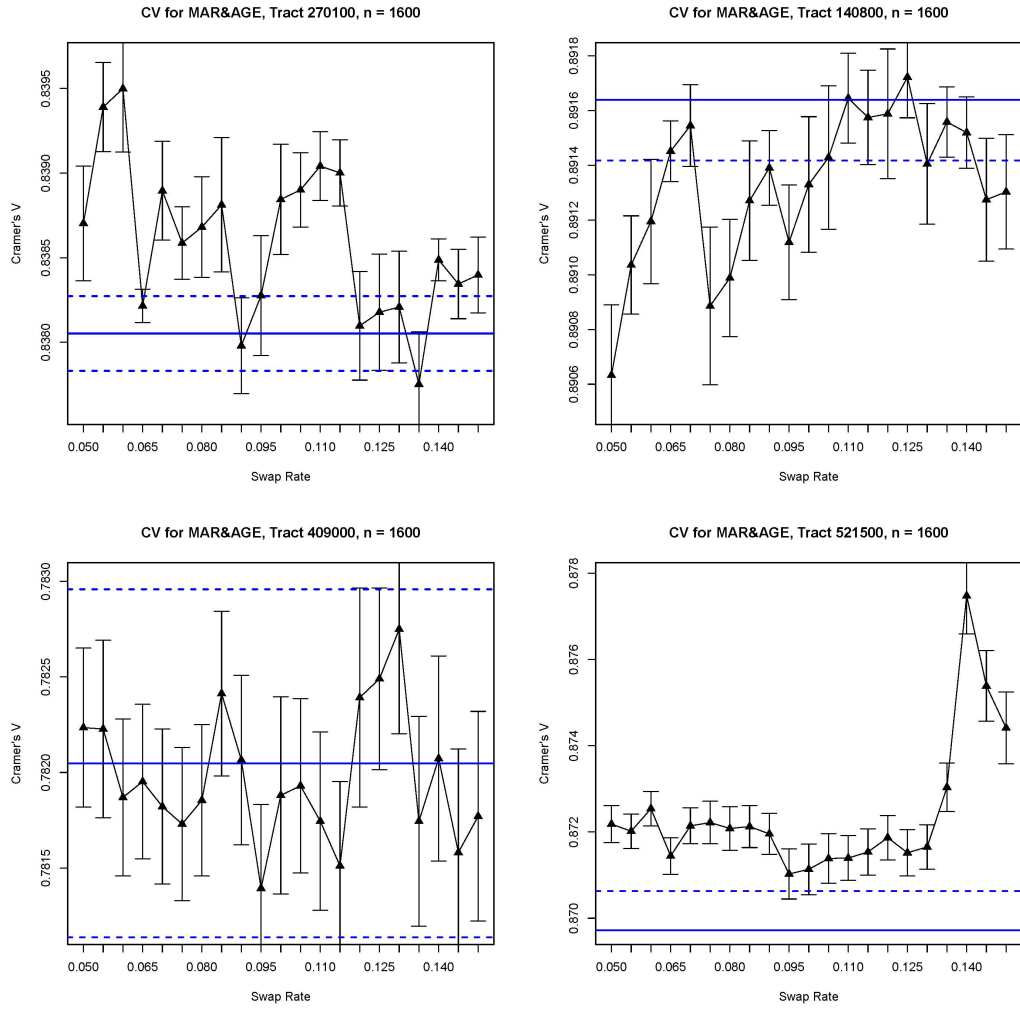 CV for MAR&AGE, Tract 270100, n = 1600
Cramer's V
0.8380 0.8385 0.8390 0.8395
0.050 0.065 0.080 0.095 0.110 0.125 0.140
Swap Rate
CV for MAR&AGE, Tract 140800, n = 1600
Cramer's V
0.8906 0.8908 0.8910 0.8912 0.8914 0.8916 0.8918
0.050 0.065 0.080 0.095 0.110 0.125 0.140
Swap Rate
CV for MAR&AGE, Tract 409000, n = 1600
Cramer's V
0.7815 0.7820 0.7825 0.7830
0.050 0.065 0.080 0.095 0.110 0.125 0.140
Swap Rate
CV for MAR&AGE, Tract 521500, n = 1600
Cramer's V
0.870 0.872 0.874 0.876 0.878
0.050 0.065 0.080 0.095 0.110 0.125 0.140
Swap Rate